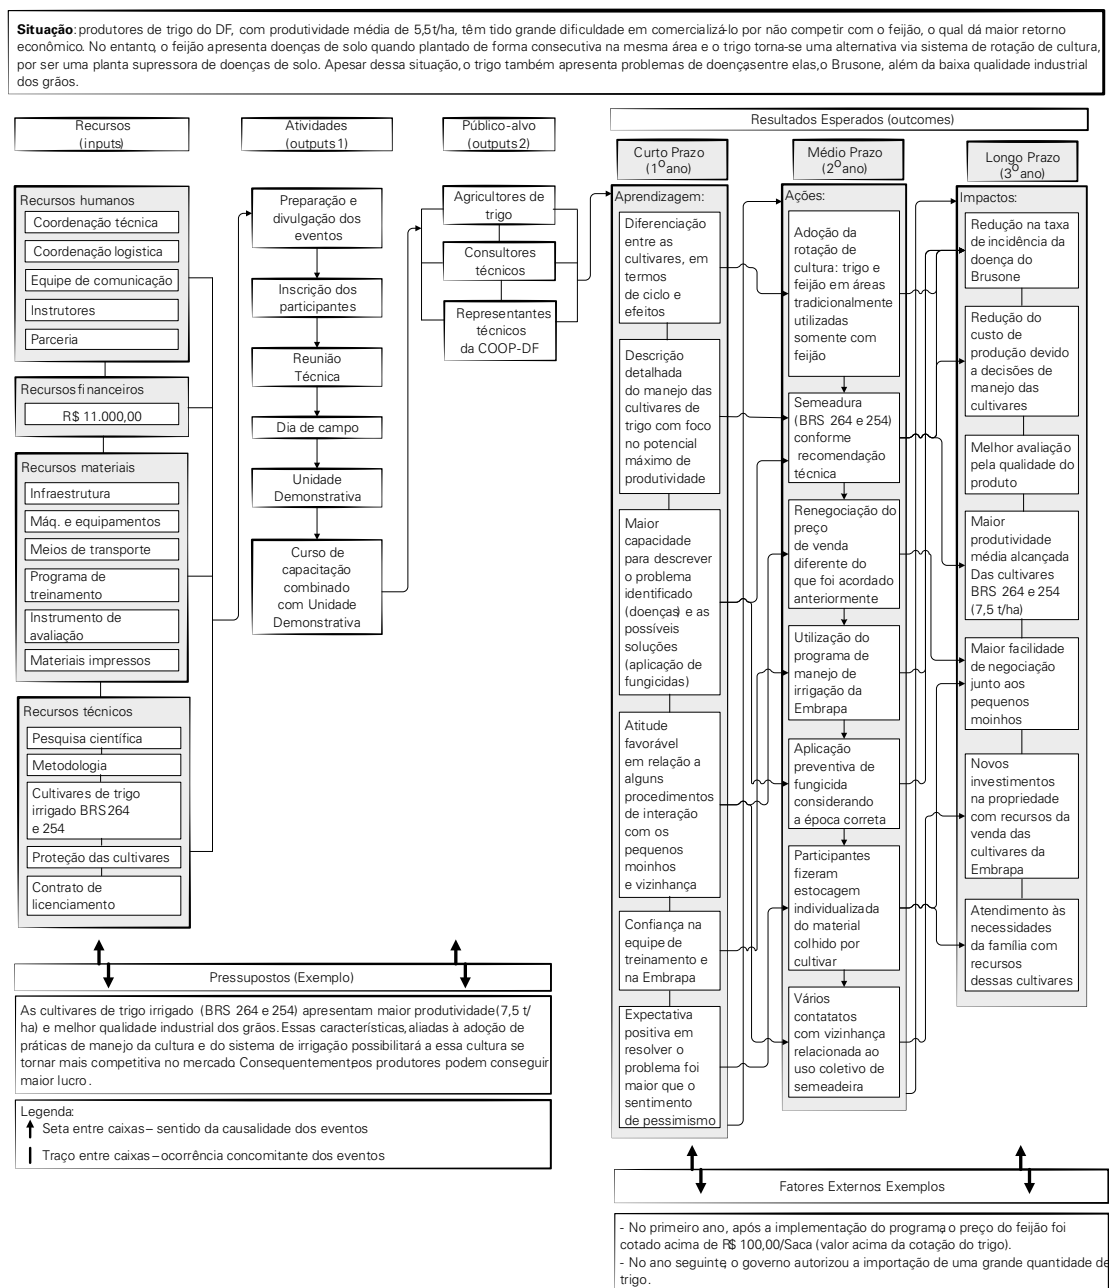 Situação: produtores de trigo do DF, com produtividade média de 5,5t/ha, têm tido grande dificuldade em comercializá-lo por não competir com o feijão, o qual dá maior retorno
econômico. No entanto, o feijão apresenta doenças de solo quando plantado de forma consecutiva na mesma área e o trigo torna-se uma alternativa via sistema de rotação de cultura,
por ser uma planta supressora de doenças de solo. Apesar dessa situação, o trigo também apresenta problemas de doenças entre elas, o Brusone, além da baixa qualidade industrial
dos grãos.
Recursos
(inputs)
Atividades
(outputs 1)
Público-alvo
(outputs 2)
Resultados Esperados (outcomes)
Curto Prazo
(1º ano)
Médio Prazo
(2º ano)
Longo Prazo
(3º ano)
Recursos humanos
Coordenação técnica
Coordenação logistica
Equipe de comunicação
Instrutores
Parceria
Recursos financeiros
R$ 11.000,00
Recursos materiais
Infraestrutura
Máq. e equipamentos
Meios de transporte
Programa de
treinamento
Instrumento de
avaliação
Materiais impressos
Recursos técnicos
Pesquisa científica
Metodologia
Cultivares de trigo
irrigado BRS264
e 254
Proteção das cultivares
Contrato de
licenciamento
Preparação e
divulgação dos
eventos
Inscrição dos
participantes
Reunião
Técnica
Dia de campo
Unidade
Demonstrativa
Curso de
capacitação
combinado
com Unidade
Demonstrativa
Agricultores de
trigo
Consultores
técnicos
Representantes
técnicos
da COOP-DF
Aprendizagem:
Diferenciação
entre as
cultivares, em
termos
de ciclo e
efeitos
Descrição
detalhada
do manejo das
cultivares de
trigo com foco
no potencial
máximo de
produtividade
Maior
capacidade
para descrever
o problema
identificado
(doenças) e as
possíveis
soluções
(aplicação de
fungicidas)
Atitude
favorável
em relação a
alguns
procedimentos
de interação
com os
pequenos
moinhos
e vizinhança
Confiança na
equipe de
treinamento e
na Embrapa
Expectativa
positiva em
resolver o
problema foi
maior que o
sentimento
de pessimismo
Ações:
Adoção da
rotação de
cultura: trigo e
feijão em áreas
tradicionalmente
utilizadas
somente com
feijão
Semeadura
(BRS 264 e 254)
conforme
recomendação
técnica
Renegociação do
preço
de venda
diferente do
que foi acordado
anteriormente
Utilização do
programa de
manejo de
irrigação da
Embrapa
Aplicação
preventiva de
fungicida
considerando
a época correta
Participantes
fizeram
estocagem
individualizada
do material
colhido por
cultivar
Vários
contatatos
com vizinhança
relacionada ao
uso coletivo de
semeadeira
Impactos:
Redução na taxa
de incidência da
doença do
Brusone
Redução do
custo de
produção devido
a decisões de
manejo das
cultivares
Melhor avaliação
pela qualidade do
produto
Maior
produtividade
média alcançada
Das cultivares
BRS 264 e 254
(7,5 t/ha)
Maior facilidade
de negociação
junto aos
pequenos
moinhos
Novos
investimentos
na propriedade
com recursos da
venda das
cultivares da
Embrapa
Atendimento às
necessidades
da família com
recursos
dessas cultivares
Pressupostos (Exemplo)
As cultivares de trigo irrigado (BRS 264 e 254) apresentam maior produtividade (7,5 t/
ha) e melhor qualidade industrial dos grãos. Essas características, aliadas à adoção de
práticas de manejo da cultura e do sistema de irrigação possibilitará a essa cultura se
tornar mais competitiva no mercado. Consequentemente, os produtores podem conseguir
maior lucro.
Legenda:
Seta entre caixas – sentido da causalidade dos eventos
Traço entre caixas – ocorrência concomitante dos eventos
Fatores Externos: Exemplos
- No primeiro ano, após a implementação do programa, o preço do feijão foi
cotado acima de R$ 100,00/Saca (valor acima da cotação do trigo).
- No ano seguinte, o governo autorizou a importação de uma grande quantidade de
trigo.